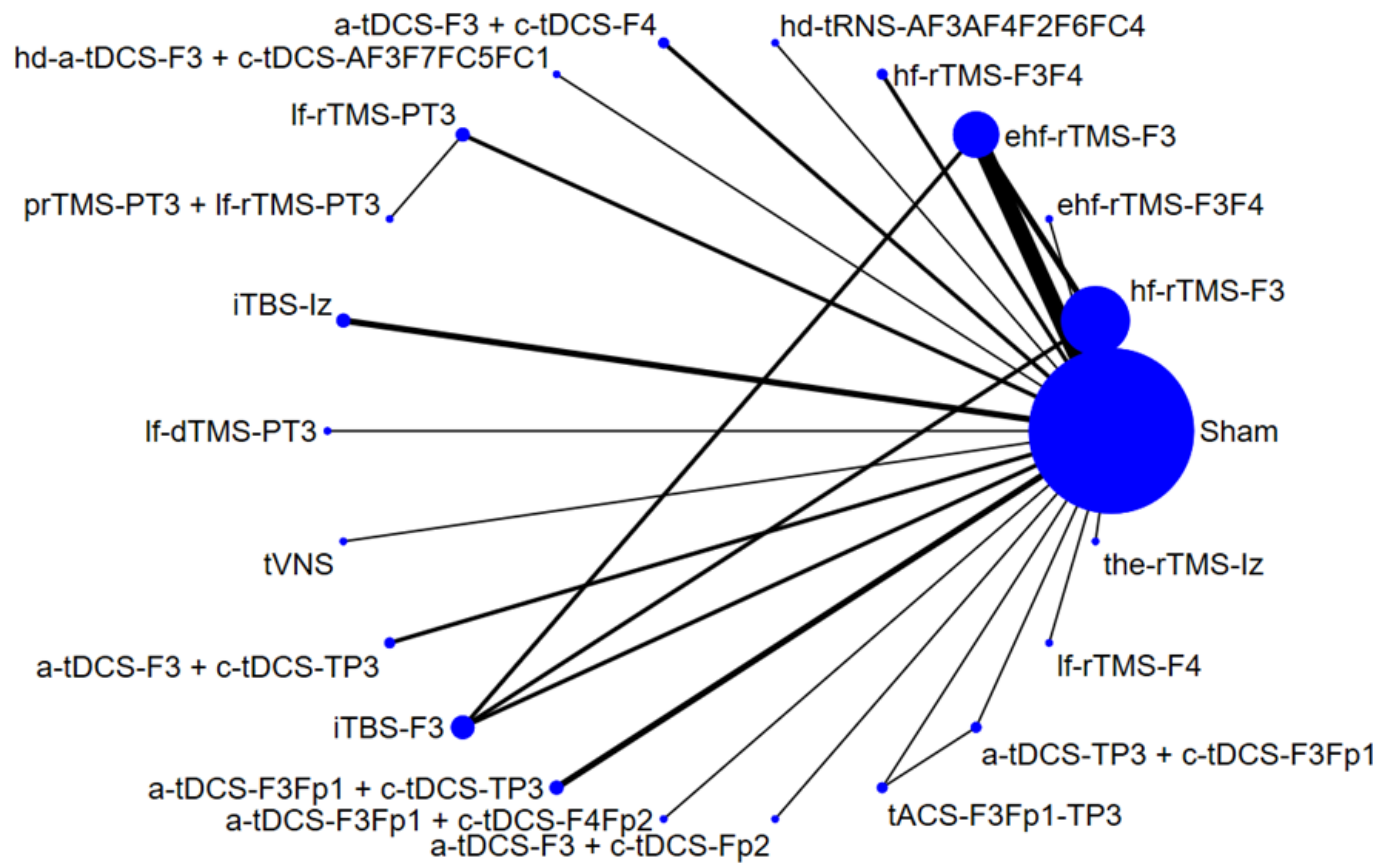 a-tDCS-F3 + c-tDCS-F4
hd-tRNS-AF3AF4F2F6FC4
hd-a-tDCS-F3 + c-tDCS-AF3F7FC5FC1
hf-rTMS-F3F4
lf-rTMS-PT3
ehf-rTMS-F3
prTMS-PT3 + lf-rTMS-PT3
ehf-rTMS-F3F4
iTBS-Iz
hf-rTMS-F3
lf-dTMS-PT3
Sham
tVNS
the-rTMS-Iz
a-tDCS-F3 + c-tDCS-TP3
lf-rTMS-F4
iTBS-F3
a-tDCS-TP3 + c-tDCS-F3Fp1
a-tDCS-F3Fp1 + c-tDCS-TP3
tACS-F3Fp1-TP3
a-tDCS-F3Fp1 + c-tDCS-F4Fp2
a-tDCS-F3 + c-tDCS-Fp2